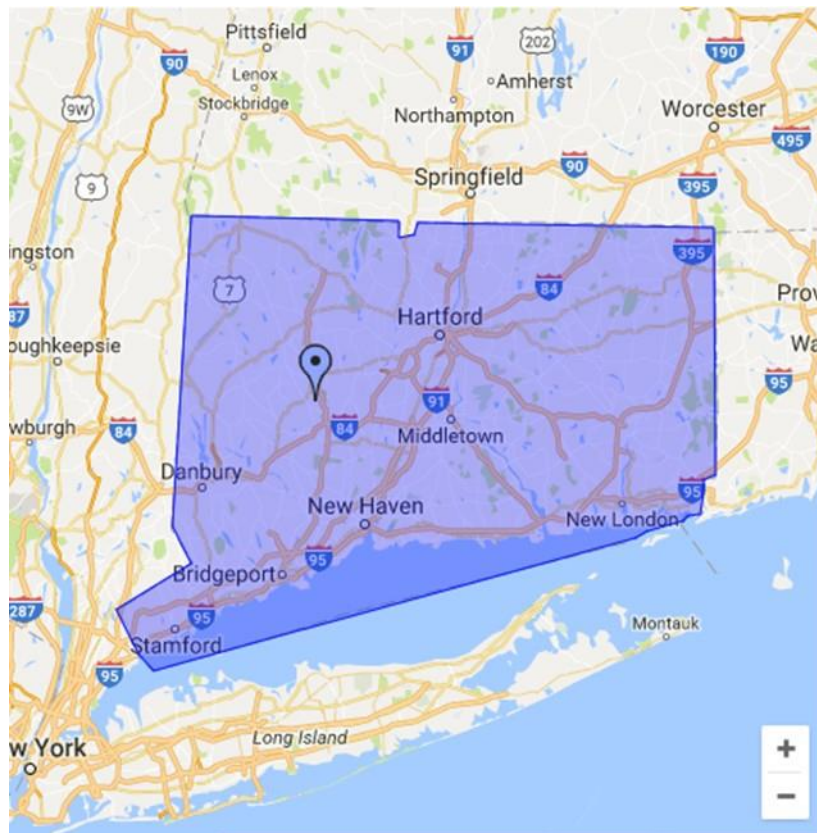 Pittsfield
91
202
190
90
Lenox
Amherst
9W
Stockbridge
Northampton
Worcester
495
90
Springfield
9
395
ingston
395
7
84
Prov
87
Hartford
oughkeepsie
Wa
95
91
84
Middletown
wburgh
84
Danbury
95
New Haven
New London
95
Bridgeport
287
95
Montauk
Stamford
95
Long Island
w York
+
−